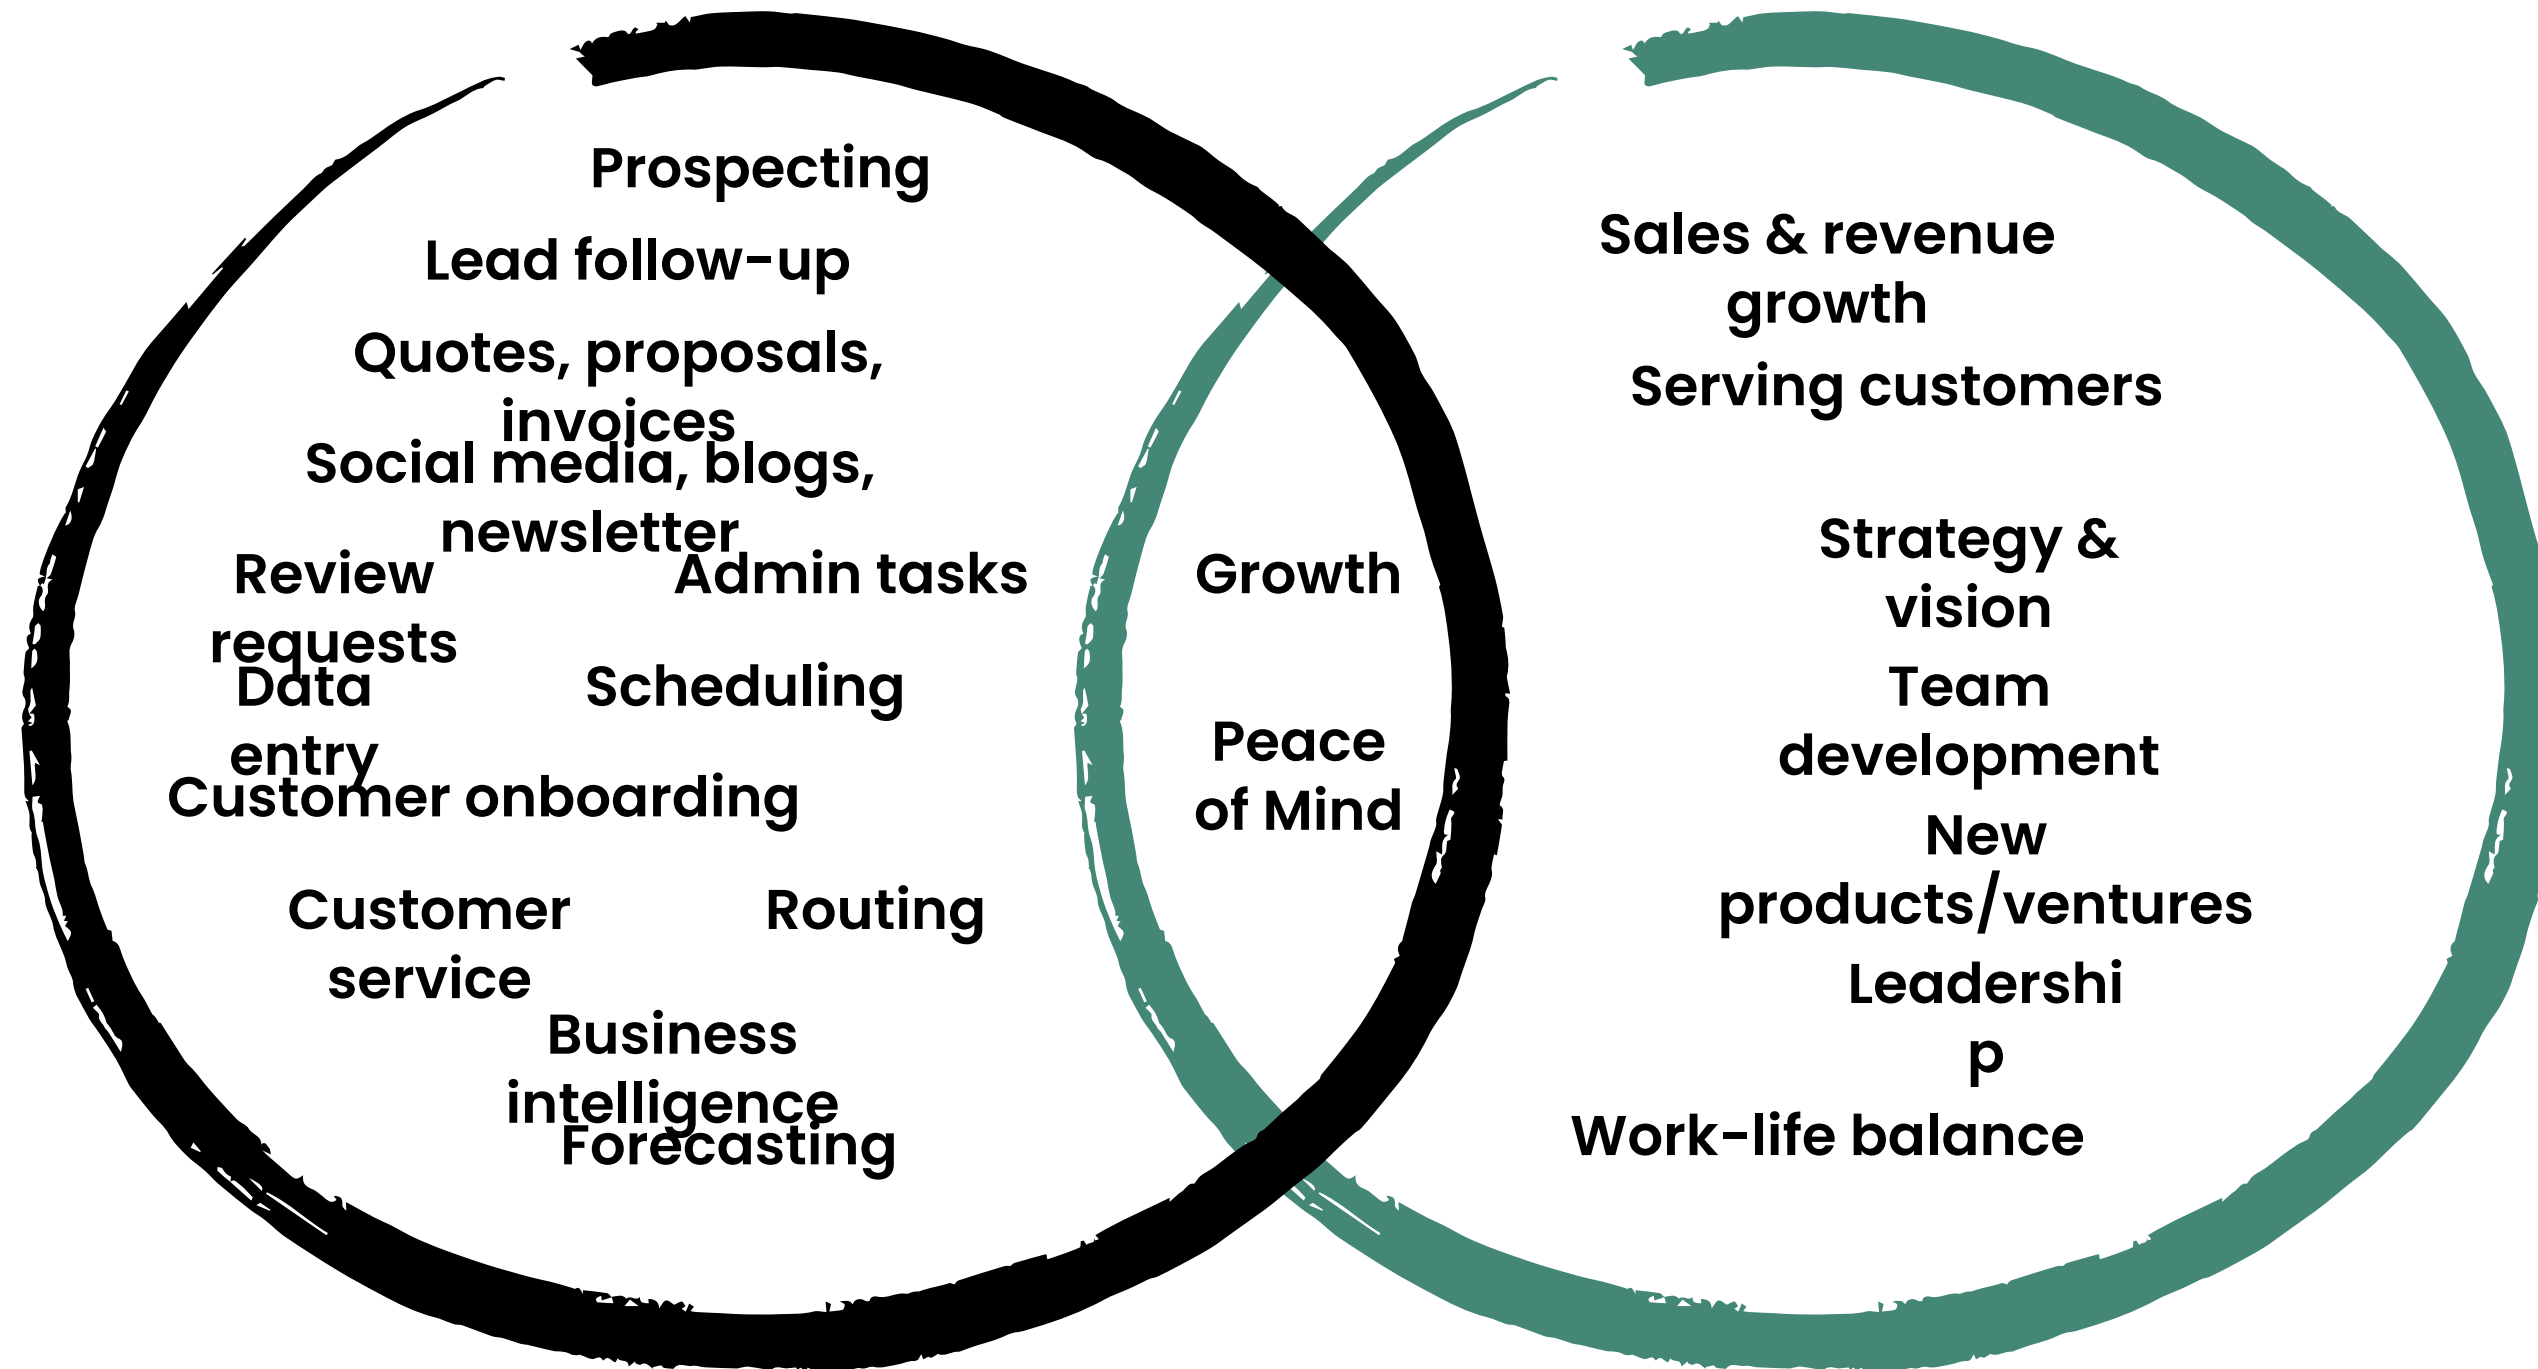 Prospecting
Lead follow-up
Quotes, proposals,
invoices
Social media, blogs,
newsletter
Review
requests
Admin tasks
Data
entry
Scheduling
Customer onboarding
Customer
service
Routing
Business
intelligence
Forecasting
Growth
Peace
of Mind
Sales & revenue
growth
Serving customers
Strategy &
vision
Team
development
New
products/ventures
Leadershi
p
Work-life balance